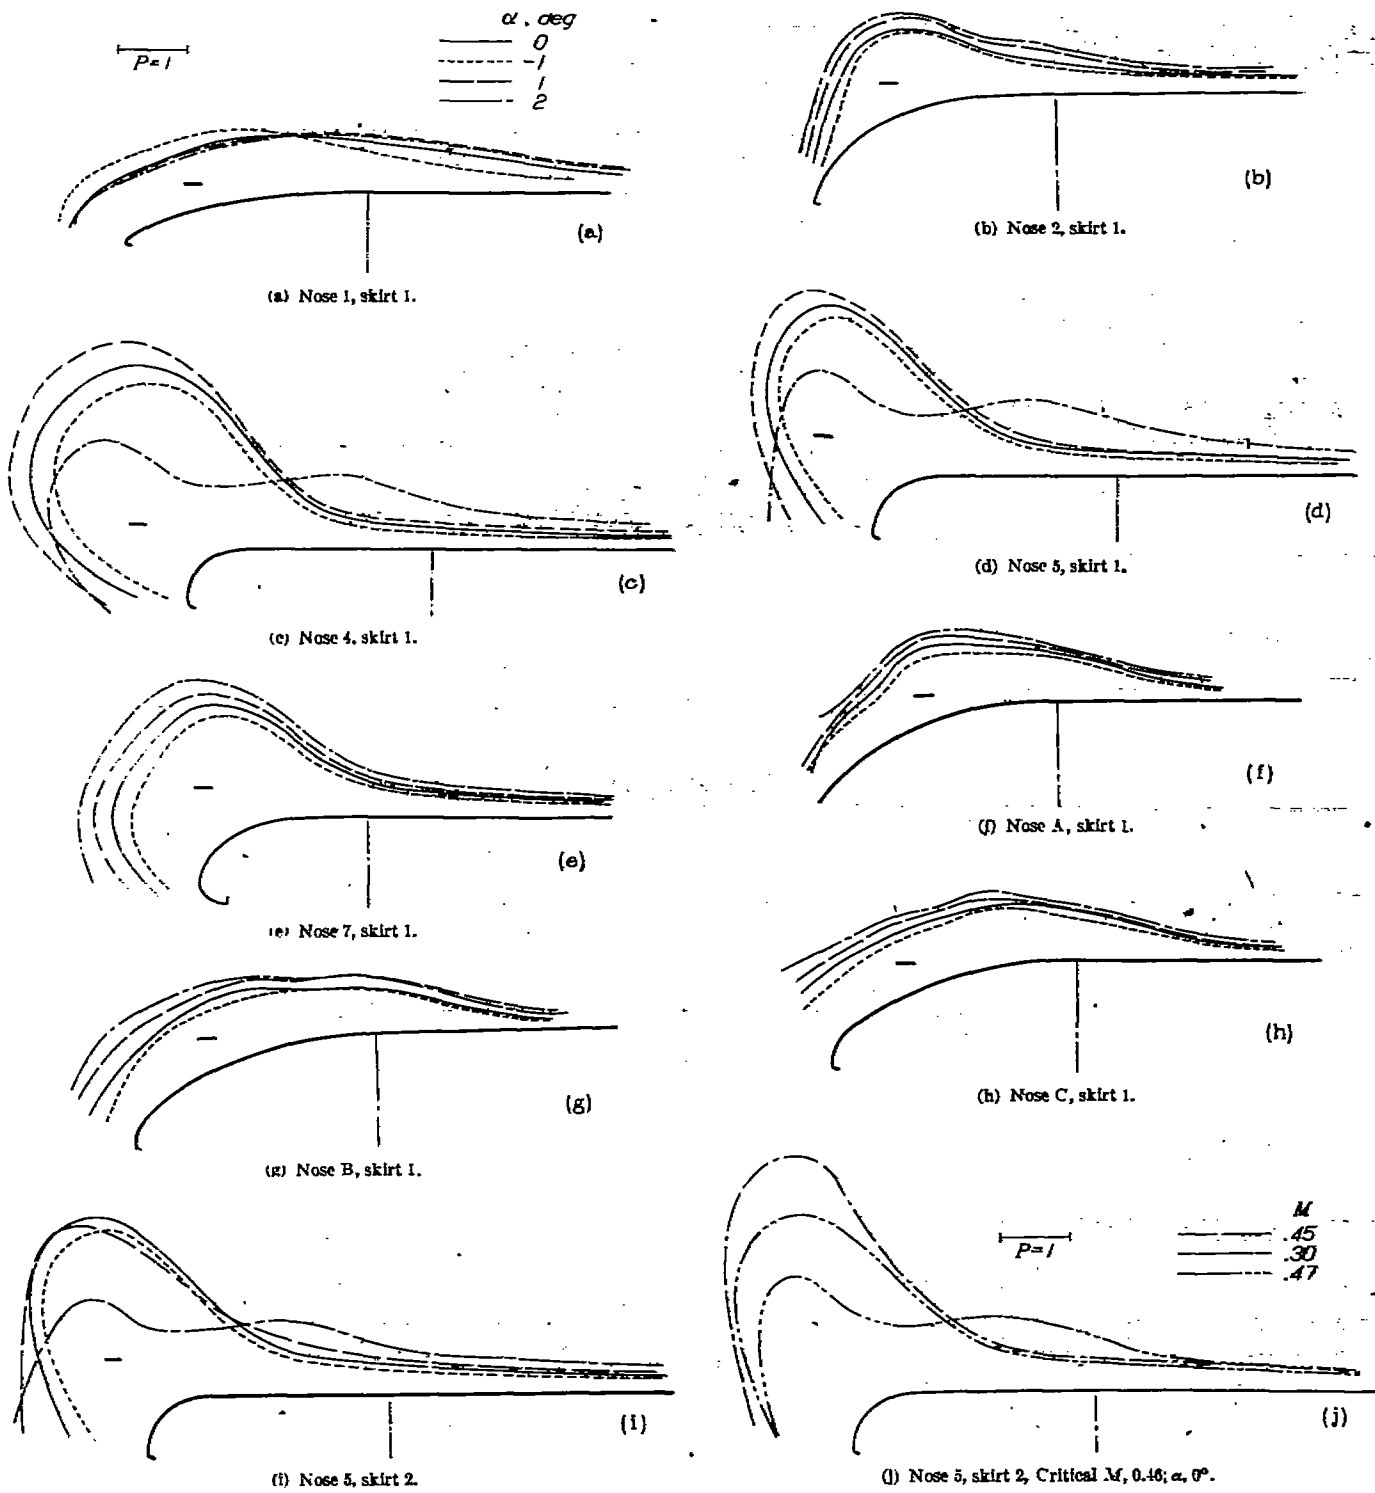 α, deg
0
-1
1
2
P=1
(a)
(a) Nose 1, skirt 1.
(b)
(b) Nose 2, skirt 1.
(c)
(c) Nose 4. skirt 1.
(d)
(d) Nose 5, skirt 1.
(e)
(e) Nose 7, skirt 1.
(f)
(f) Nose A, skirt 1.
(g)
(g) Nose B, skirt 1.
(h)
(h) Nose C, skirt 1.
(i)
(i) Nose 5, skirt 2.
M
.45
.30
.47
P=1
(j)
(j) Nose 5, skirt 2, Critical M, 0.46; α, 0°.